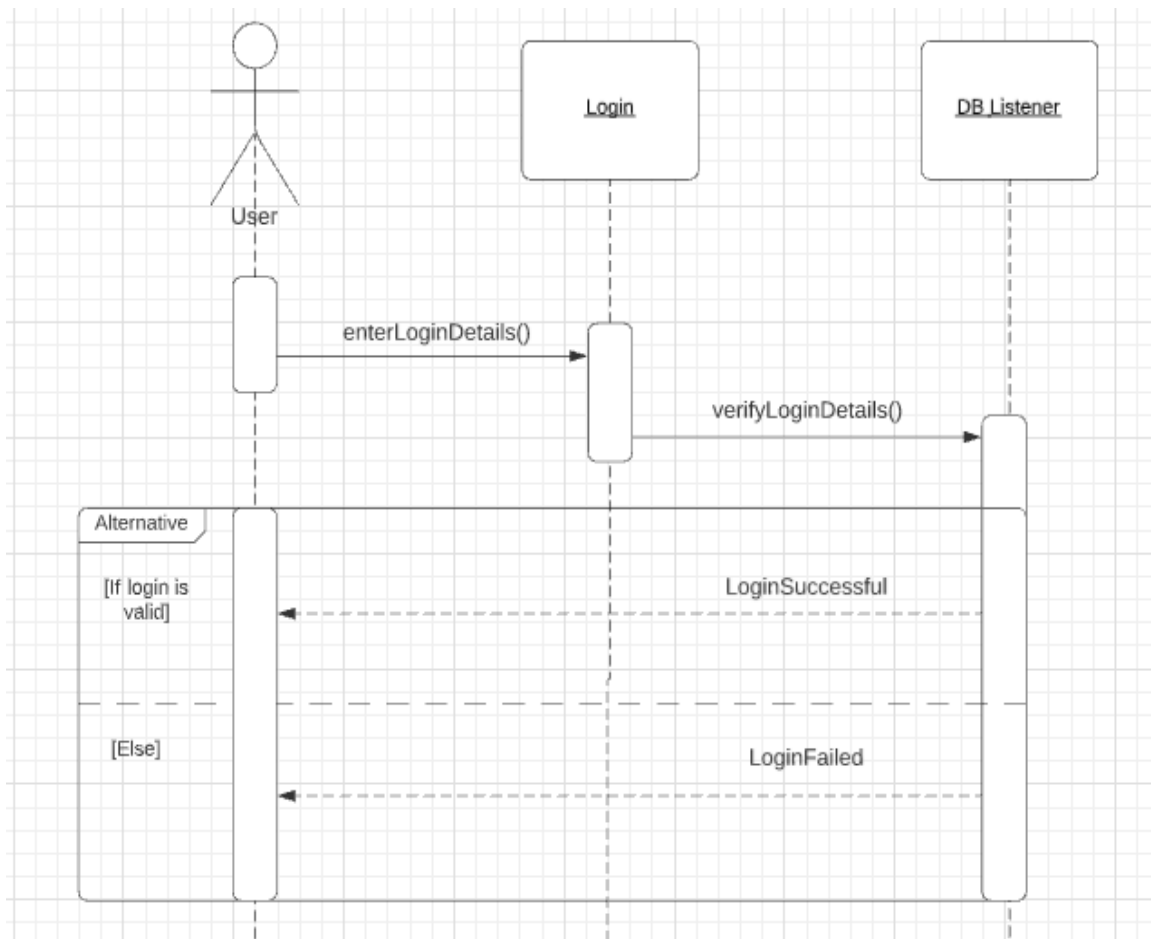 Login
DB Listener
User
enterLoginDetails()
verifyLoginDetails()
Alternative
[If login is
valid]
LoginSuccessful
[Else]
LoginFailed